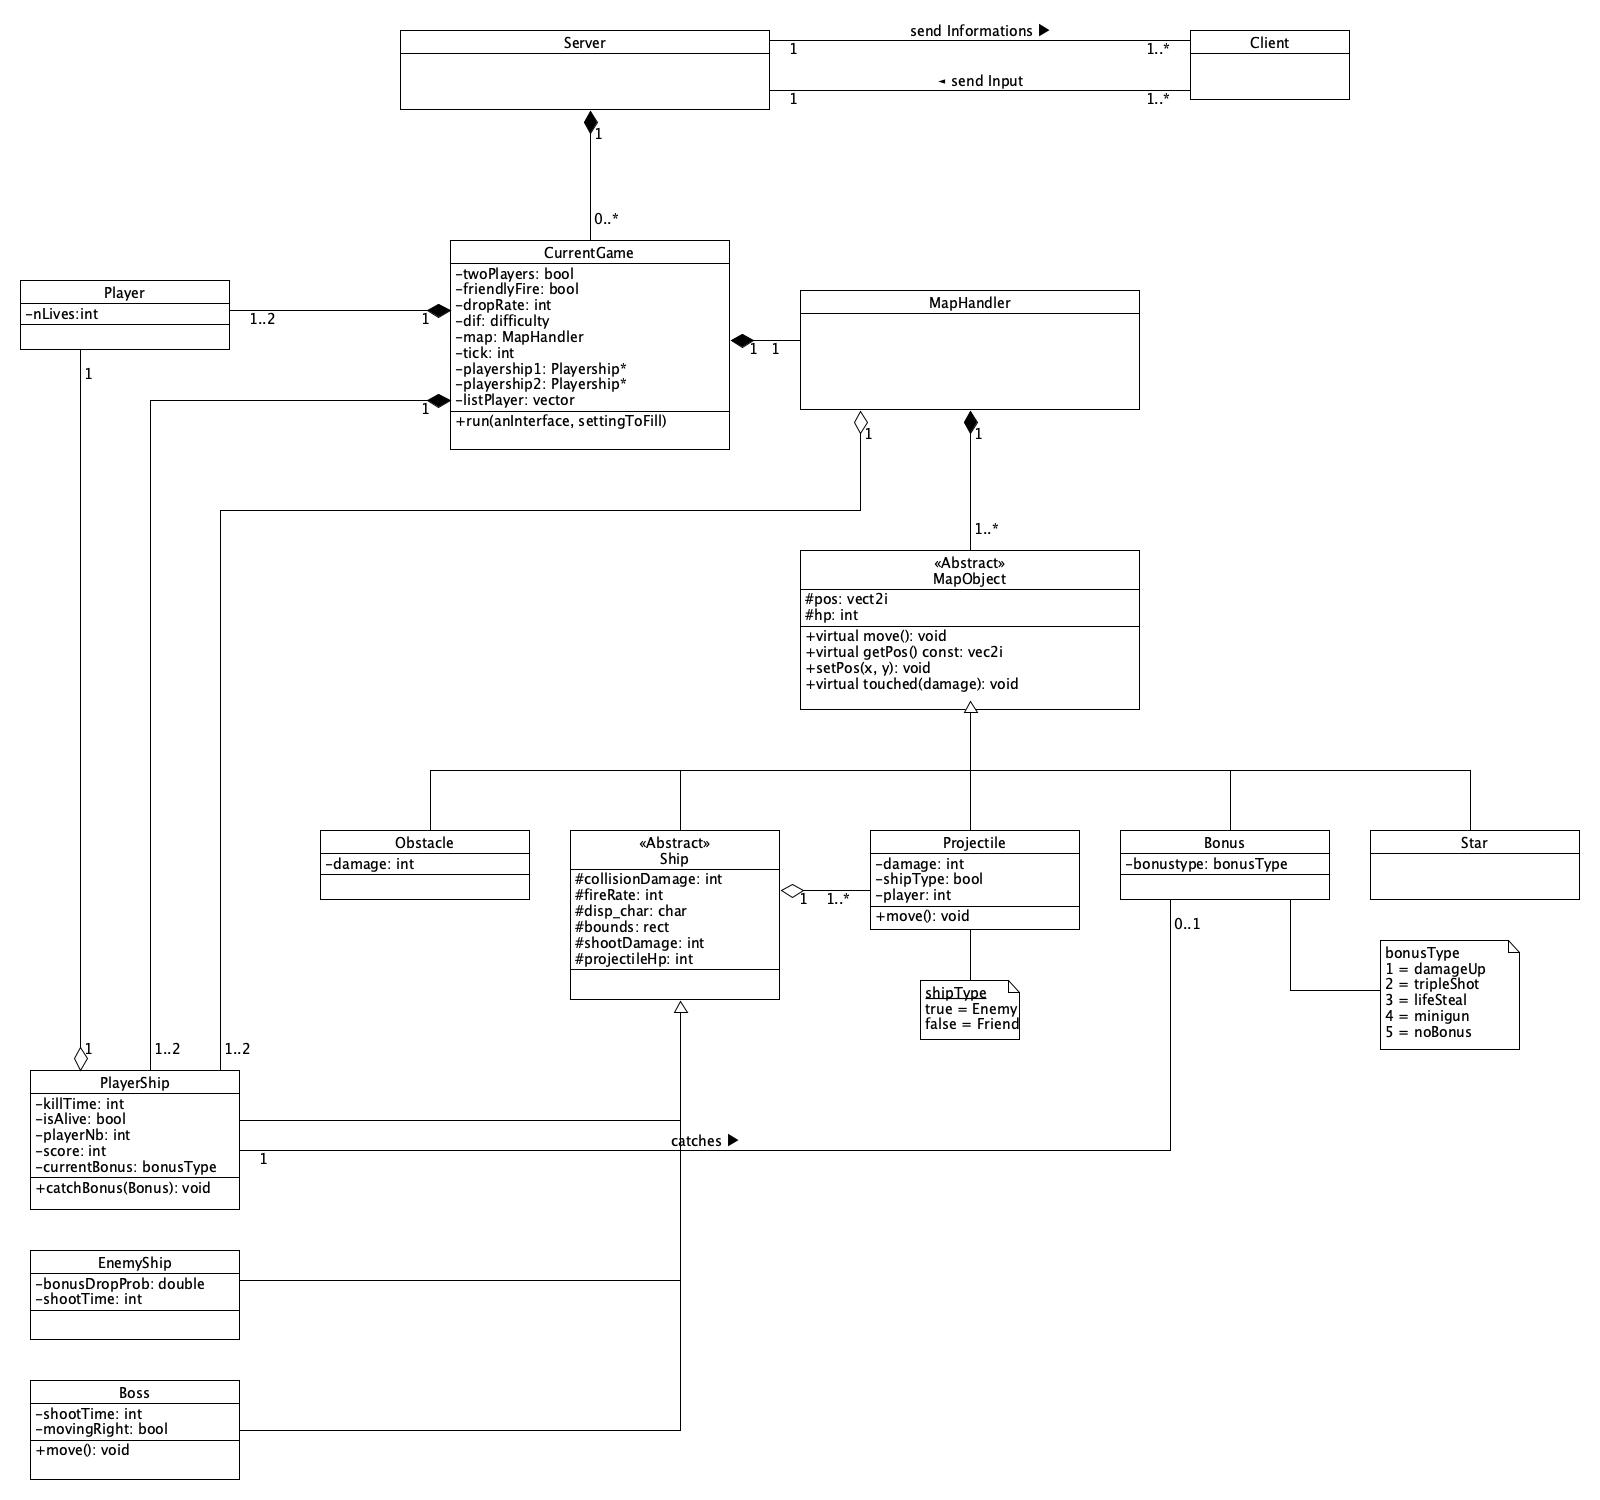 send Informations ▶
Server
Client
1
1..*
◄ send Input
1
1..*
1
0..*
CurrentGame
-twoPlayers: bool
-friendlyFire: bool
-dropRate: int
-dif: difficulty
-map: MapHandler
-tick: int
-playership1: Playership*
-playership2: Playership*
-listPlayer: vector
+run(anInterface, settingToFill)
Player
-nLives:int
1..2
1
1
1
MapHandler
1
1
1
1
1..*
«Abstract»
MapObject
#pos: vect2i
#hp: int
+virtual move(): void
+virtual getPos() const: vec2i
+setPos(x, y): void
+virtual touched(damage): void
Obstacle
-damage: int
«Abstract»
Ship
#collisionDamage: int
#fireRate: int
#disp_char: char
#bounds: rect
#shootDamage: int
#projectileHp: int
1
1..*
Projectile
-damage: int
-shipType: bool
-player: int
+move(): void
Bonus
-bonustype: bonusType
Star
0..1
shipType
true = Enemy
false = Friend
bonusType
1 = damageUp
2 = tripleShot
3 = lifeSteal
4 = minigun
5 = noBonus
1
1..2
1..2
PlayerShip
-killTime: int
-isAlive: bool
-playerNb: int
-score: int
-currentBonus: bonusType
+catchBonus(Bonus): void
catches ▶
1
EnemyShip
-bonusDropProb: double
-shootTime: int
Boss
-shootTime: int
-movingRight: bool
+move(): void